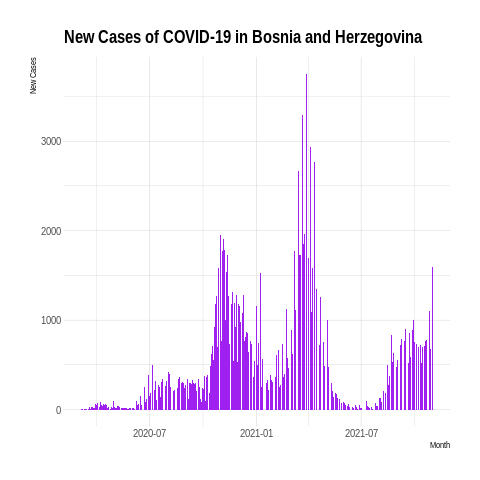 New Cases of COVID-19 in Bosnia and Herzegovina
New Cases
3000
2000
1000
0
2020-07 2021-01 2021-07
Month